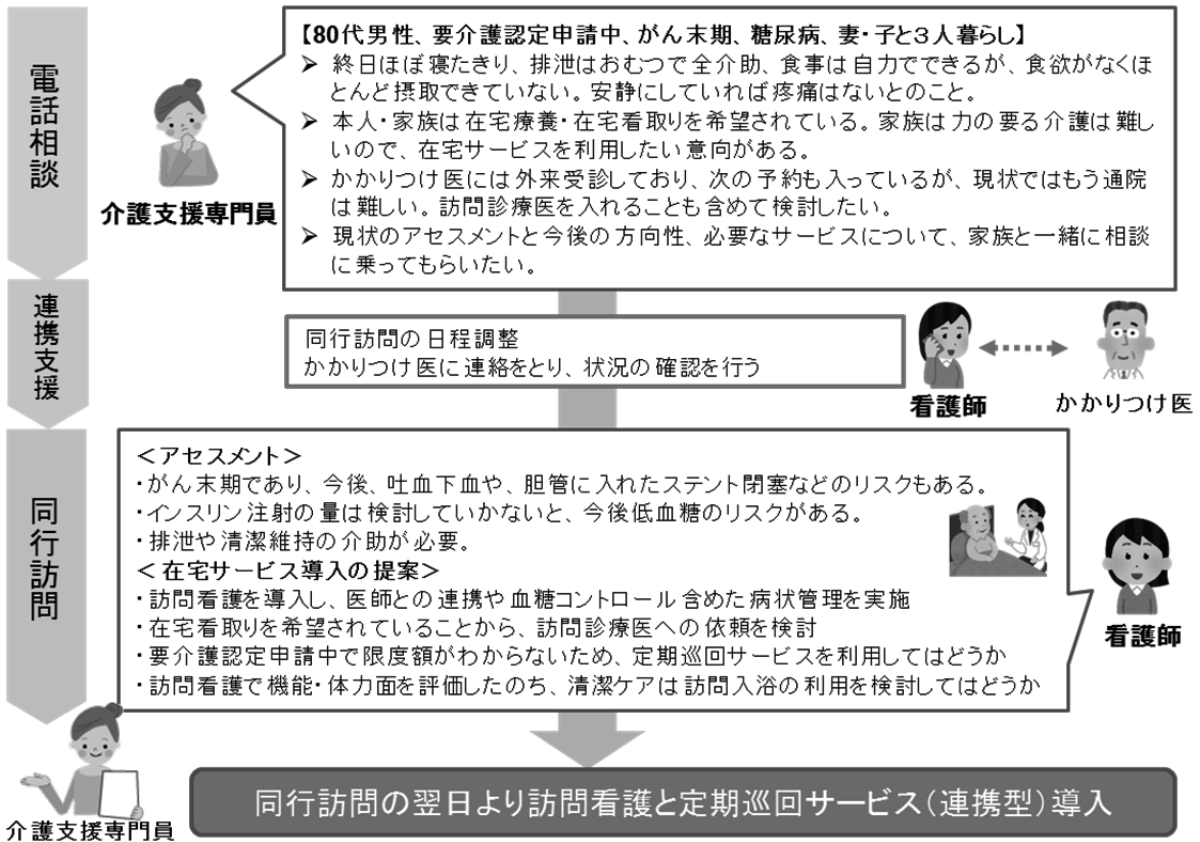 電話相談
介護支援専門員
【80代男性、要介護認定申請中、がん末期、糖尿病、妻・子と3人暮らし】
➤ 終日ほぼ寝たきり、排泄はおむつで全介助、食事は自力でできるが、食欲がなくほ
とんど摂取できていない。安静にしていれば疼痛はないとのこと。
➤ 本人・家族は在宅療養・在宅看取りを希望されている。家族は力の要る介護は難し
いので、在宅サービスを利用したい意向がある。
➤ かかりつけ医には外来受診しており、次の予約も入っているが、現状ではもう通院
は難しい。訪問診療医を入れることも含めて検討したい。
➤ 現状のアセスメントと今後の方向性、必要なサービスについて、家族と一緒に相談
に乗ってもらいたい。
連携支援
同行訪問の日程調整
かかりつけ医に連絡をとり、状況の確認を行う
看護師
かかりつけ医
同行訪問
＜アセスメント＞
・がん末期であり、今後、吐血下血や、胆管に入れたステント閉塞などのリスクもある。
・インスリン注射の量は検討していかないと、今後低血糖のリスクがある。
・排泄や清潔維持の介助が必要。
＜在宅サービス導入の提案＞
・訪問看護を導入し、医師との連携や血糖コントロール含めた病状管理を実施
・在宅看取りを希望されていることから、訪問診療医への依頼を検討
・要介護認定申請中で限度額がわからないため、定期巡回サービスを利用してはどうか
・訪問看護で機能・体力面を評価したのち、清潔ケアは訪問入浴の利用を検討してはどうか
看護師
介護支援専門員
同行訪問の翌日より訪問看護と定期巡回サービス（連携型）導入